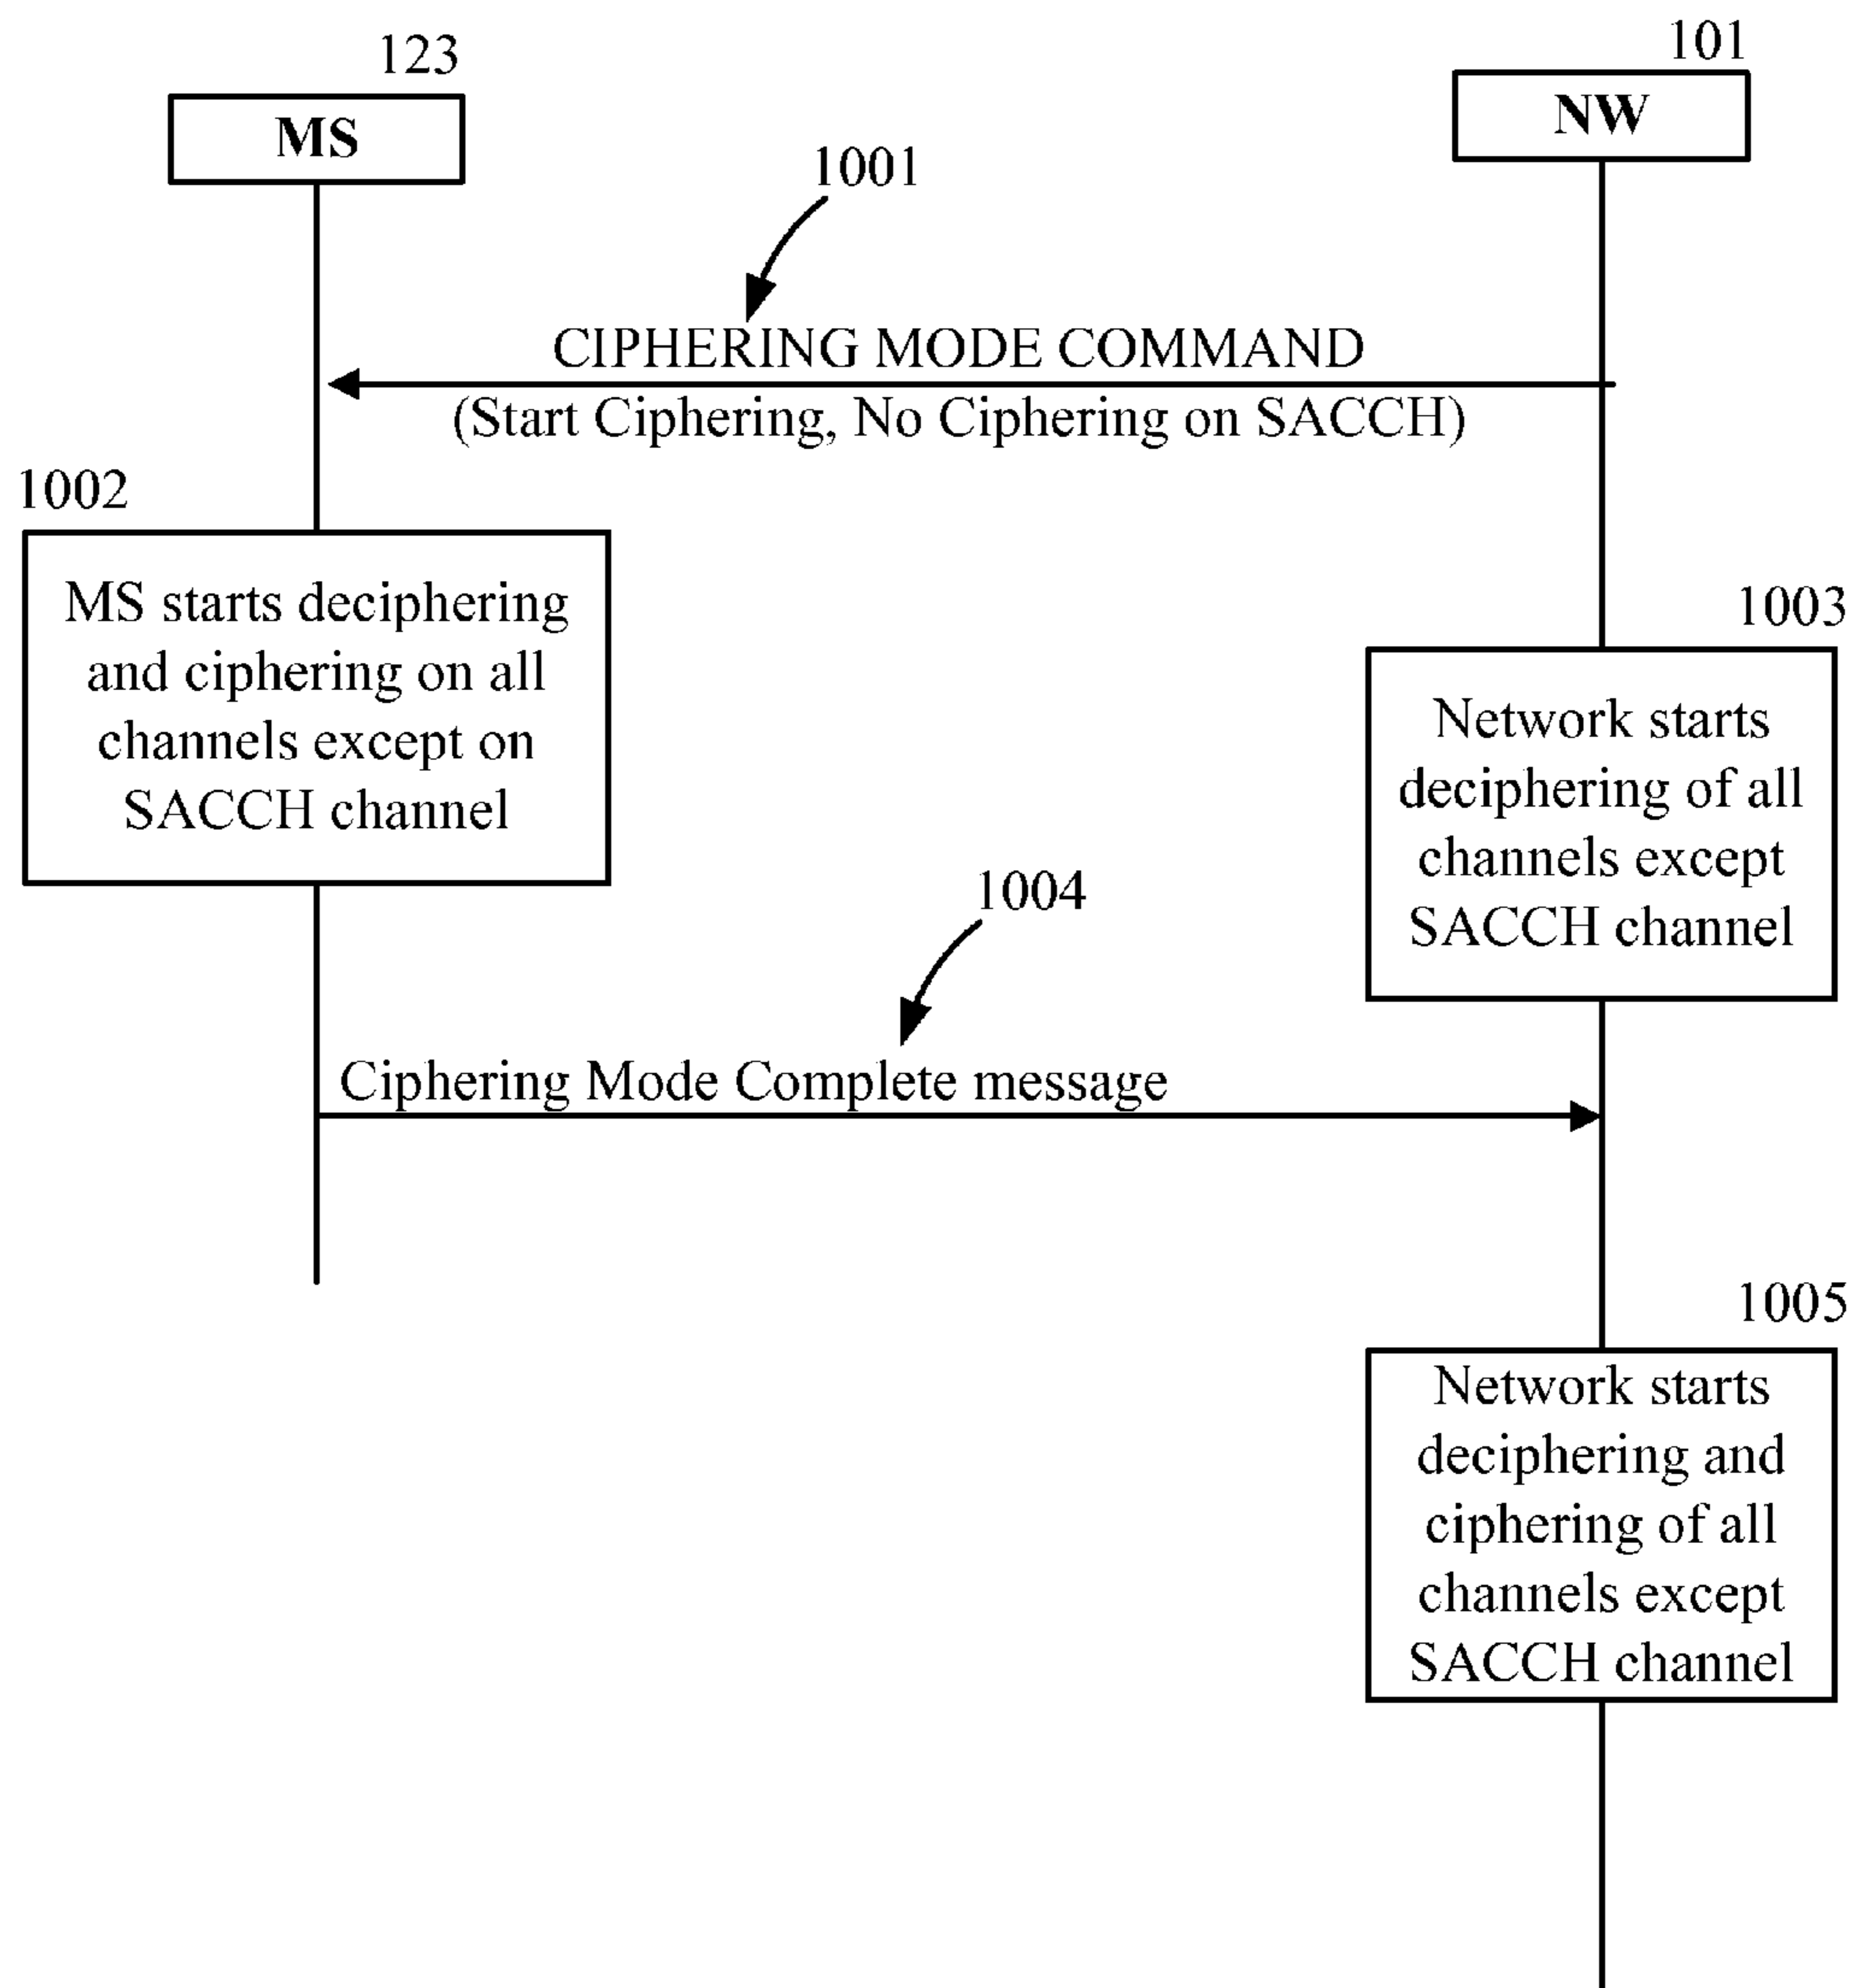 123
101
MS
NW
1001
CIPHERING MODE COMMAND
(Start Ciphering, No Ciphering on SACCH)
1002
MS starts deciphering
and ciphering on all
channels except on
SACCH channel
1003
Network starts
deciphering of all
channels except
SACCH channel
1004
Ciphering Mode Complete message
1005
Network starts
deciphering and
ciphering of all
channels except
SACCH channel